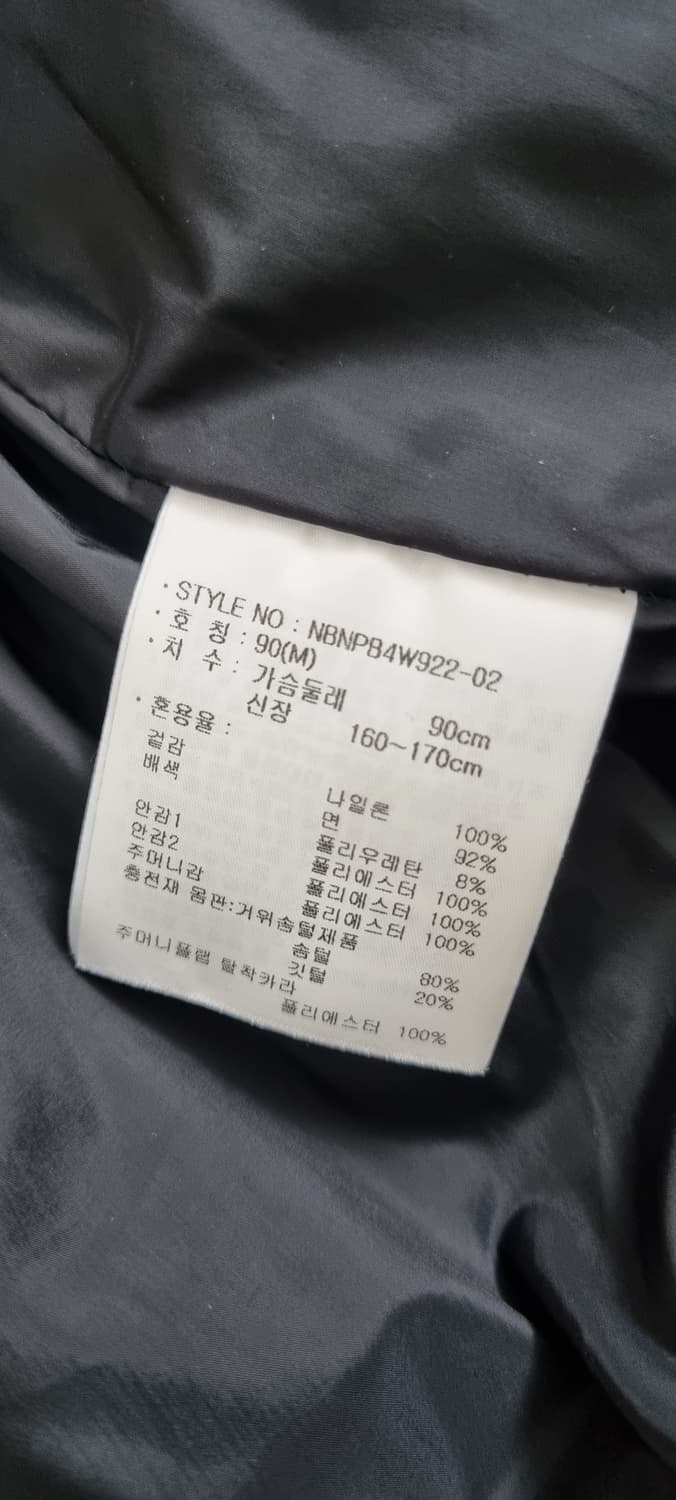 · STYLE NO : NBNPB4W922-02
· 호 칭 : 90(M)
· 치 수 : 가슴둘레 90cm
신장 160~170cm
· 혼용율 :
겉감 나일론 100%
배색 면 92%
폴리우레탄 8%
안감1 폴리에스터 100%
안감2 폴리에스터 100%
주머니감 폴리에스터 100%
충전재 몸판:거위솜털제품
솜털 80%
깃털 20%
주머니플랩 탈착카라
폴리에스터 100%